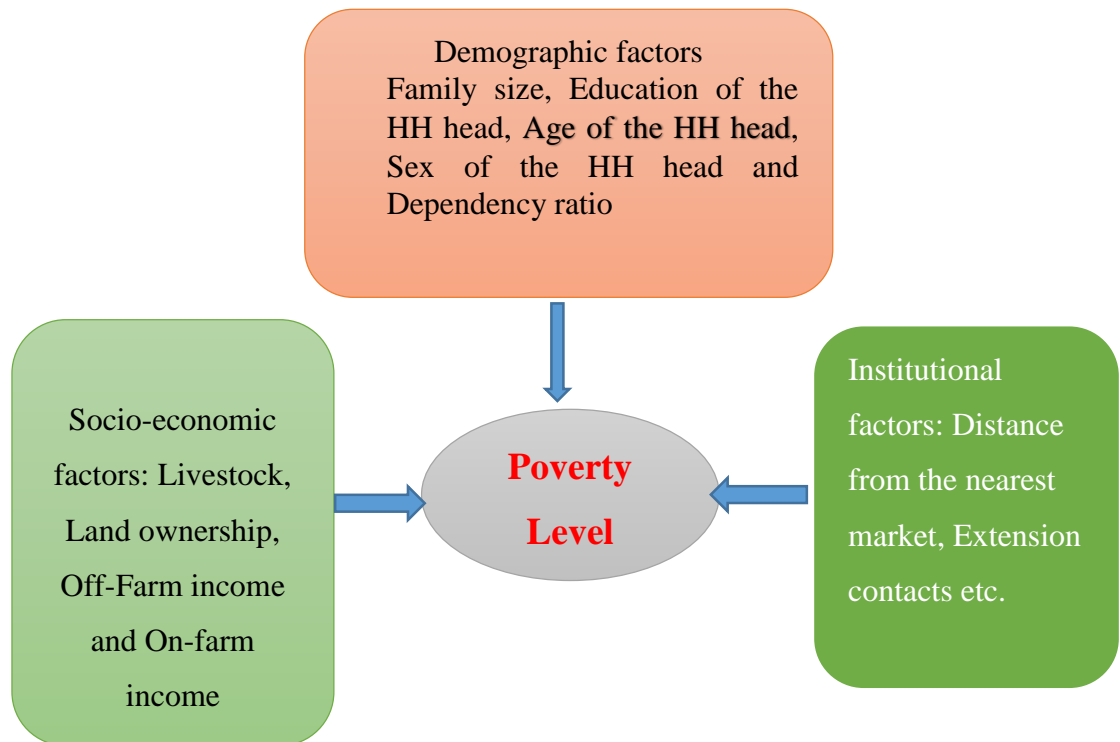 Demographic factors
Family size, Education of the
HH head, Age of the HH head,
Sex of the HH head and
Dependency ratio
Socio-economic
factors: Livestock,
Land ownership,
Off-Farm income
and On-farm
income
Poverty
Level
Institutional
factors: Distance
from the nearest
market, Extension
contacts etc.